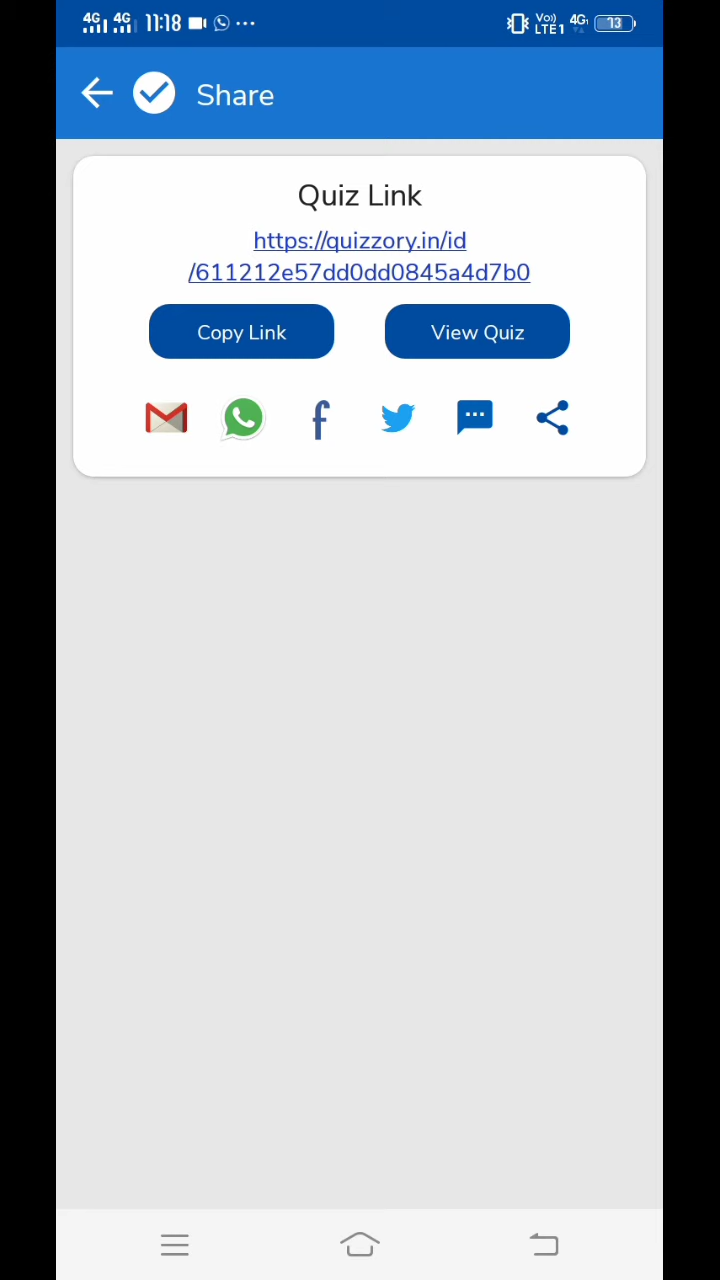 4G 4G 11:18 Vo)) LTE1 4G 13
Share
Quiz Link
https://quizzory.in/id
/611212e57dd0dd0845a4d7b0
Copy Link View Quiz